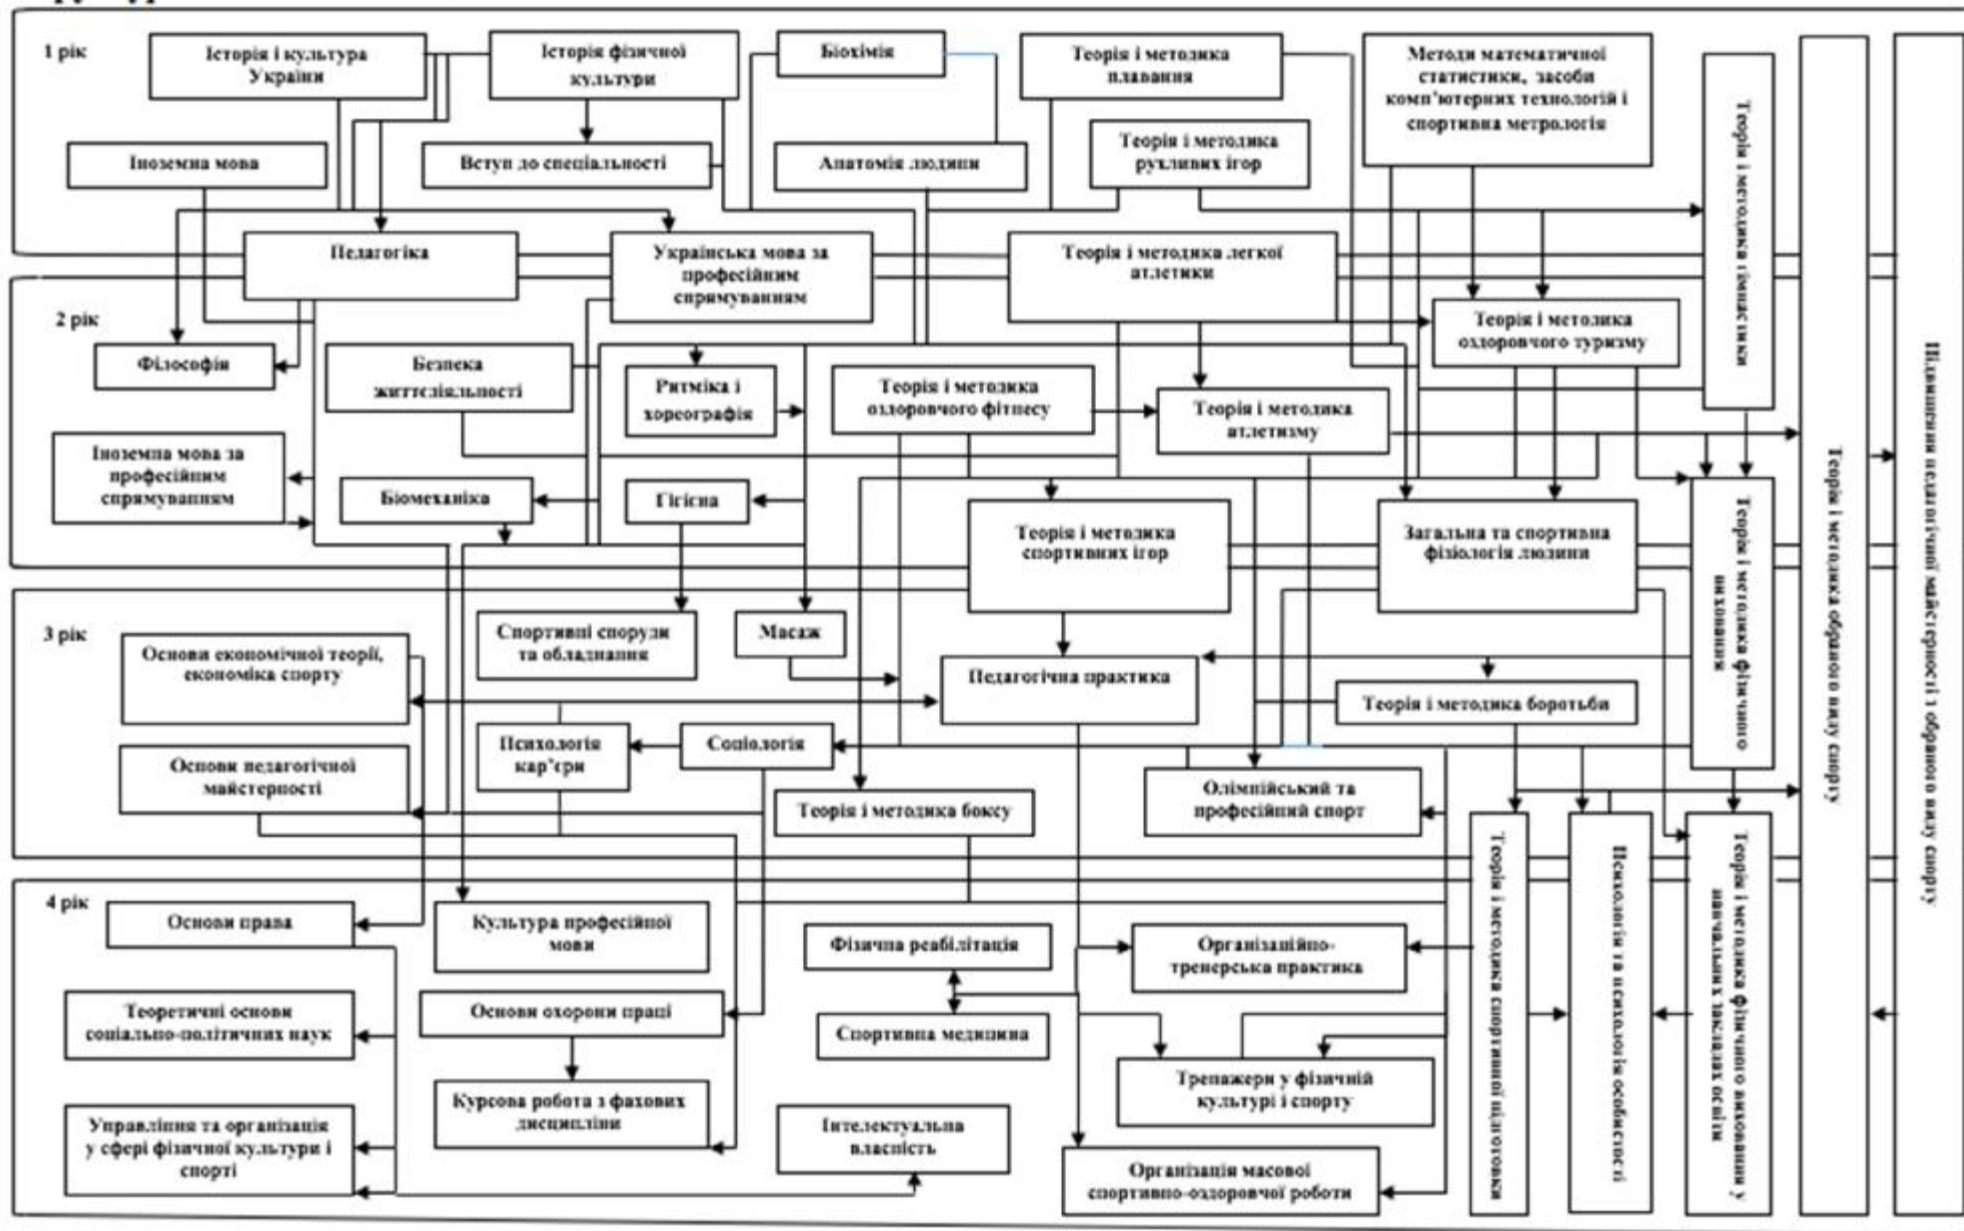 1 рік
Історія і культура
України
Історія фізичної
культури
Біохімія
Теорія і методика
плавання
Методи математичної
статистики, засоби
комп'ютерних технологій і
спортивна метрологія
Іноземна мова
Вступ до спеціальності
Анатомія людини
Теорія і методика
рухливих ігор
Теорія і методика гімнастики
Педагогіка
Українська мова за
професійним
спрямуванням
Теорія і методика легкої
атлетики
2 рік
Теорія і методика
оздоровчого туризму
Філософія
Безпека
життєдіяльності
Ритміка і
хореографія
Теорія і методика
оздоровчого фітнесу
Теорія і методика
атлетизму
Іноземна мова за
професійним
спрямуванням
Біомеханіка
Гігієна
Теорія і методика
спортивних ігор
Загальна та спортивна
фізіологія людини
Теорія і методика фізичного
виховання
Теорія і методика обраного виду спорту
Підвищення педагогічної майстерності з обраного виду спорту
3 рік
Основи економічної теорії,
економіка спорту
Спортивні споруди
та обладнання
Масаж
Педагогічна практика
Теорія і методика боротьби
Основи педагогічної
майстерності
Психологія
кар'єри
Соціологія
Теорія і методика боксу
Олімпійський та
професійний спорт
Теорія і методика спортивної підготовки
Психологія та психологія особистості
Теорія і методика фізичного виховання у
навчальних закладах освіти
4 рік
Основи права
Культура професійної
мови
Фізична реабілітація
Організаційно-
тренерська практика
Теоретичні основи
соціально-політичних наук
Основи охорони праці
Спортивна медицина
Тренажери у фізичній
культурі і спорту
Управління та організація
у сфері фізичної культури і
спорті
Курсова робота з фахових
дисципліни
Інтелектуальна
власність
Організація масової
спортивно-оздоровчої роботи